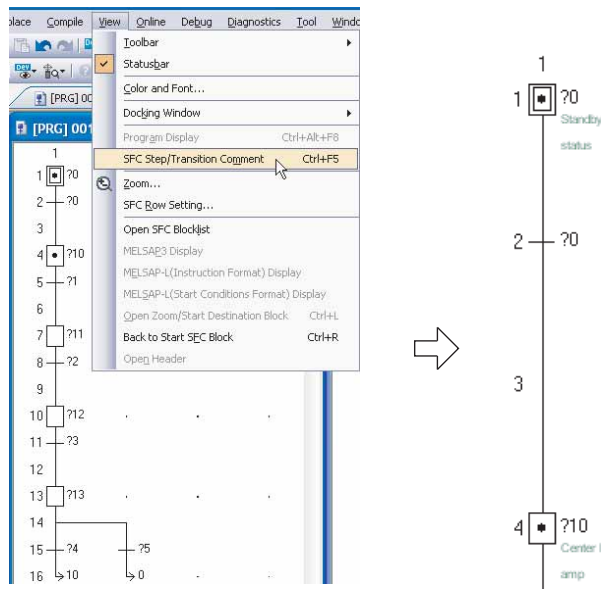 Compile View Online Debug Diagnostics Tool
Toolbar
Statusbar
Color and Font...
Docking Window
Program Display Ctrl+Alt+F8
SFC Step/Transition Comment Ctrl+F5
Zoom...
SFC Row Setting...
Open SFC Blocklist
MELSAP3 Display
MELSAP-L(Instruction Format) Display
MELSAP-L(Start Conditions Format) Display
Open Zoom/Start Destination Block Ctrl+L
Back to Start SFC Block Ctrl+R
Open Header
[PRG] 00
[PRG] 001
1
1 ?0
2 ?0
3
4 ?10
5 ?1
6
7 ?11
8 ?2
9
10 ?12
11 ?3
12
13 ?13
14
15 ?4 ?5
16 10 0
1
1 ?0
Standby
status
2 ?0
3
4 ?10
Center l
amp